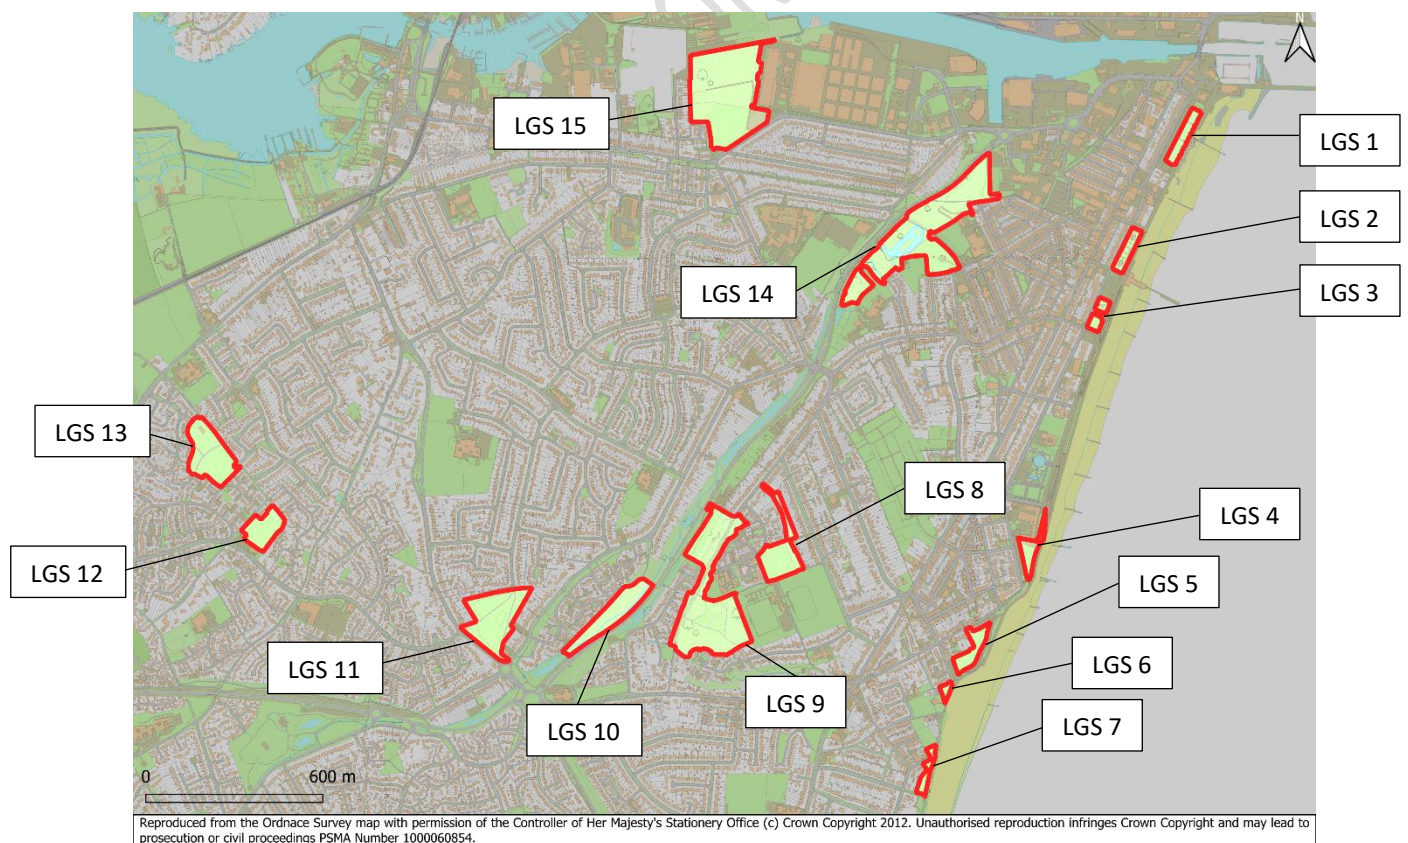 N
LGS 15
LGS 1
LGS 2
LGS 14
LGS 3
LGS 13
LGS 8
LGS 4
LGS 12
LGS 5
LGS 11
LGS 6
LGS 9
LGS 10
LGS 7
0 600 m
Reproduced from the Ordnace Survey map with permission of the Controller of Her Majesty's Stationery Office (c) Crown Copyright 2012. Unauthorised reproduction infringes Crown Copyright and may lead to
prosecution or civil proceedings PSMA Number 1000060854.